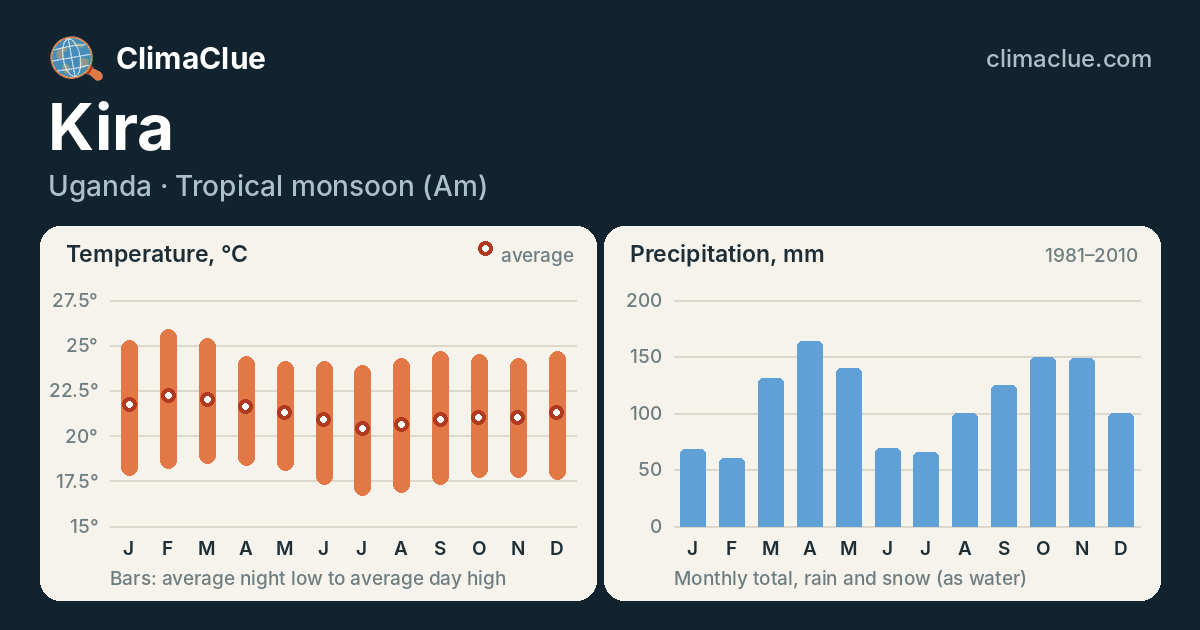 ClimaClue
climaclue.com
Kira
Uganda · Tropical monsoon (Am)
Temperature, °C
average
27.5°
25°
22.5°
20°
17.5°
15°
J F M A M J J A S O N D
Bars: average night low to average day high
Precipitation, mm
1981–2010
200
150
100
50
0
J F M A M J J A S O N D
Monthly total, rain and snow (as water)